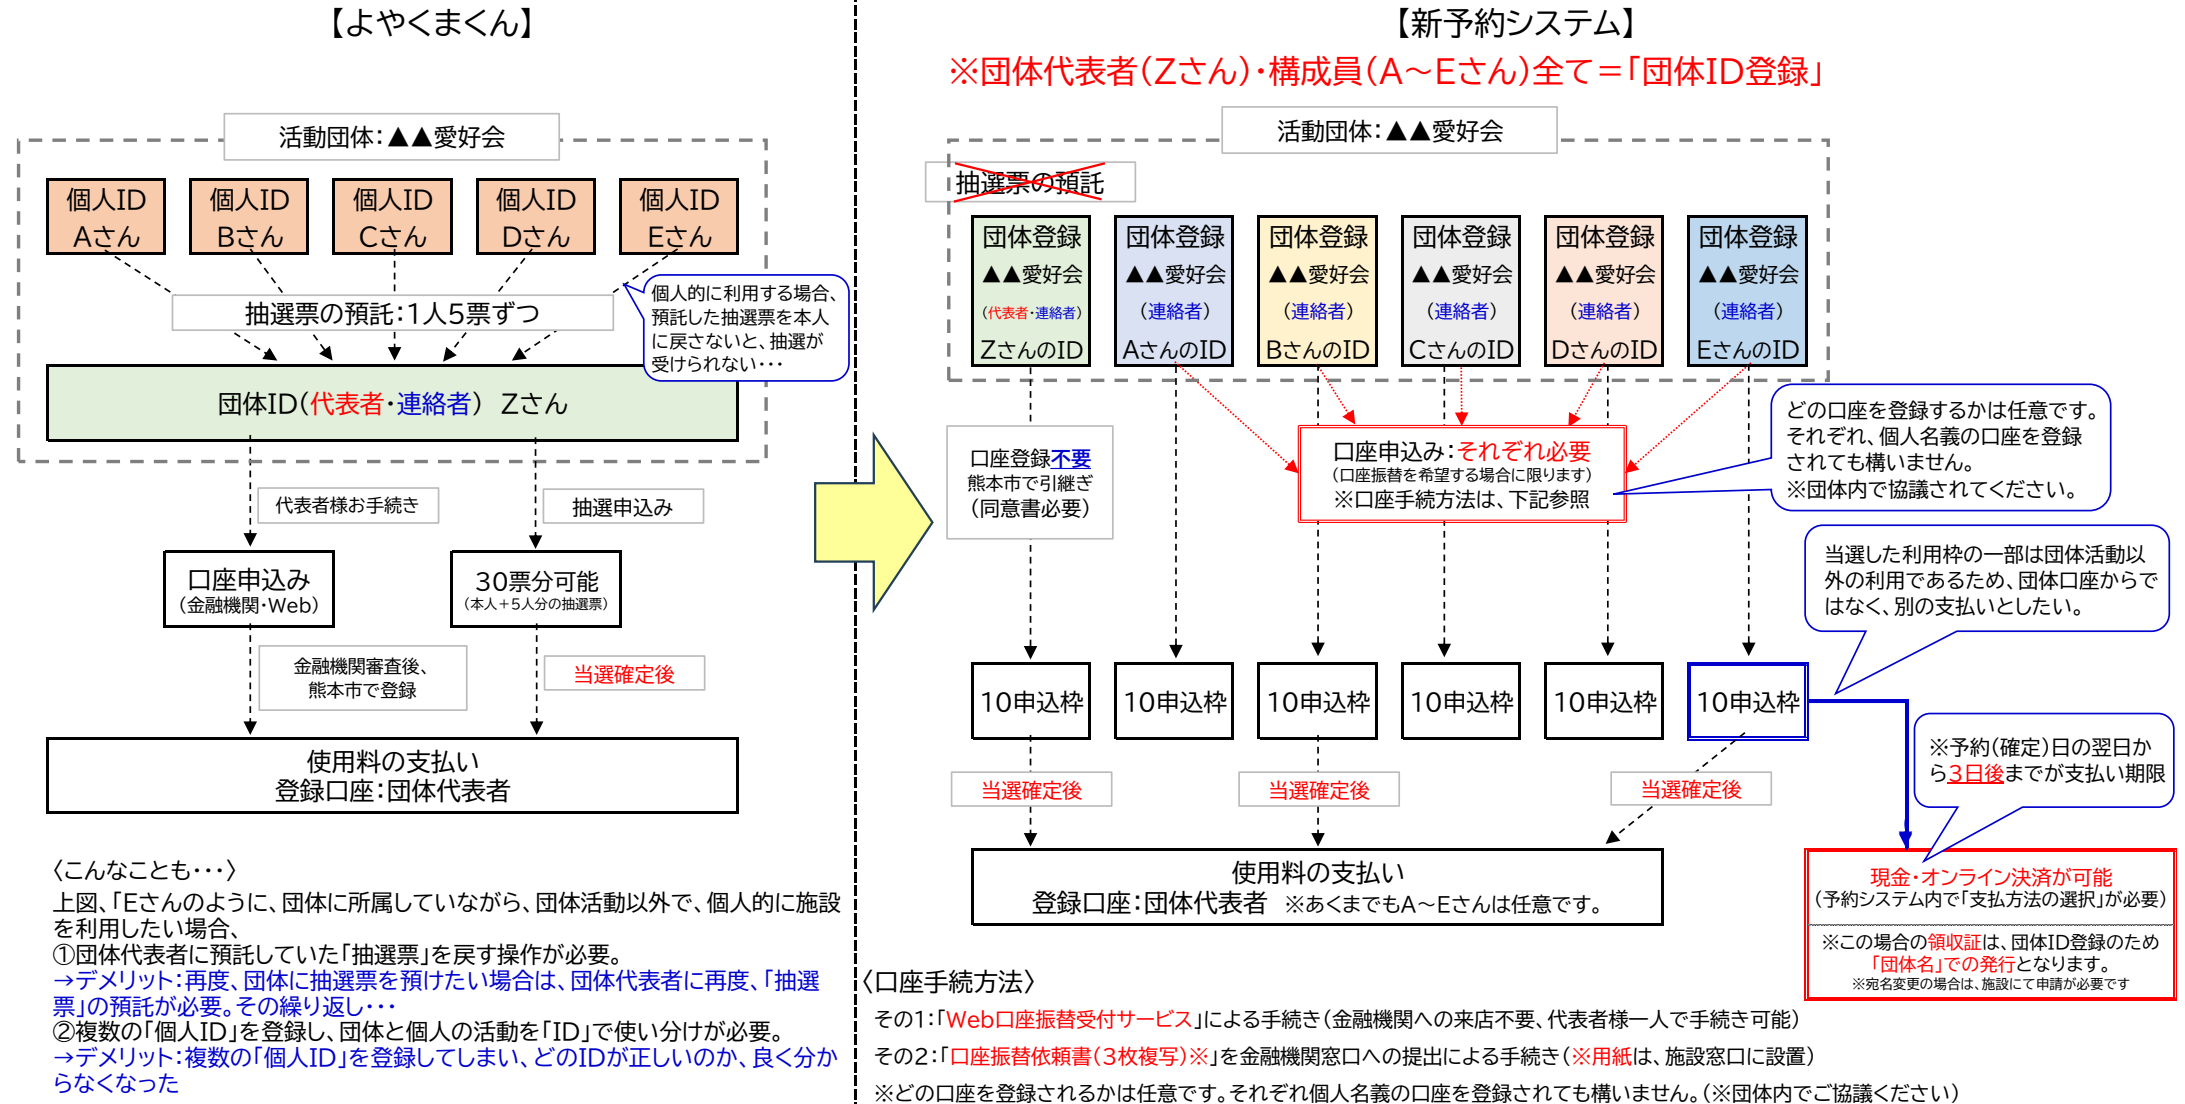 【よやくまくん】
活動団体：▲▲愛好会
個人ID
Aさん
個人ID
Bさん
個人ID
Cさん
個人ID
Dさん
個人ID
Eさん
抽選票の預託：1人5票ずつ
個人的に利用する場合、
預託した抽選票を本人
に戻さないと、抽選が
受けられない・・・
団体ID（代表者・連絡者） Zさん
代表者様お手続き
抽選申込み
口座申込み
（金融機関・Web）
30票分可能
（本人＋5人分の抽選票）
金融機関審査後、
熊本市で登録
当選確定後
使用料の支払い
登録口座：団体代表者
〈こんなことも・・・〉
上図、「Eさんのように、団体に所属していながら、団体活動以外で、個人的に施設
を利用したい場合、
①団体代表者に預託していた「抽選票」を戻す操作が必要。
→デメリット：再度、団体に抽選票を預けたい場合は、団体代表者に再度、「抽選
票」の預託が必要。その繰り返し・・・
②複数の「個人ID」を登録し、団体と個人の活動を「ID」で使い分けが必要。
→デメリット：複数の「個人ID」を登録してしまい、どのIDが正しいのか、良く分か
らなくなった
【新予約システム】
※団体代表者（Zさん）・構成員（A～Eさん）全て＝「団体ID登録」
活動団体：▲▲愛好会
抽選票の預託
団体登録
▲▲愛好会
（代表者・連絡者）
ZさんのID
団体登録
▲▲愛好会
（連絡者）
AさんのID
団体登録
▲▲愛好会
（連絡者）
BさんのID
団体登録
▲▲愛好会
（連絡者）
CさんのID
団体登録
▲▲愛好会
（連絡者）
DさんのID
団体登録
▲▲愛好会
（連絡者）
EさんのID
口座登録不要
熊本市で引継ぎ
（同意書必要）
口座申込み：それぞれ必要
（口座振替を希望する場合に限ります）
※口座手続方法は、下記参照
どの口座を登録するかは任意です。
それぞれ、個人名義の口座を登録
されても構いません。
※団体内で協議されてください。
当選した利用枠の一部は団体活動以
外の利用であるため、団体口座からで
はなく、別の支払いとしたい。
10申込枠
10申込枠
10申込枠
10申込枠
10申込枠
10申込枠
※予約（確定）日の翌日か
ら3日後までが支払い期限
当選確定後
当選確定後
当選確定後
使用料の支払い
登録口座：団体代表者 ※あくまでもA～Eさんは任意です。
現金・オンライン決済が可能
（予約システム内で「支払方法の選択」が必要）
※この場合の領収証は、団体ID登録のため
「団体名」での発行となります。
※宛名変更の場合は、施設にて申請が必要です
〈口座手続方法〉
その1：「Web口座振替受付サービス」による手続き（金融機関への来店不要、代表者様一人で手続き可能）
その2：「口座振替依頼書（3枚複写）※」を金融機関窓口への提出による手続き（※用紙は、施設窓口に設置）
※どの口座を登録されるかは任意です。それぞれ個人名義の口座を登録されても構いません。（※団体内でご協議ください）